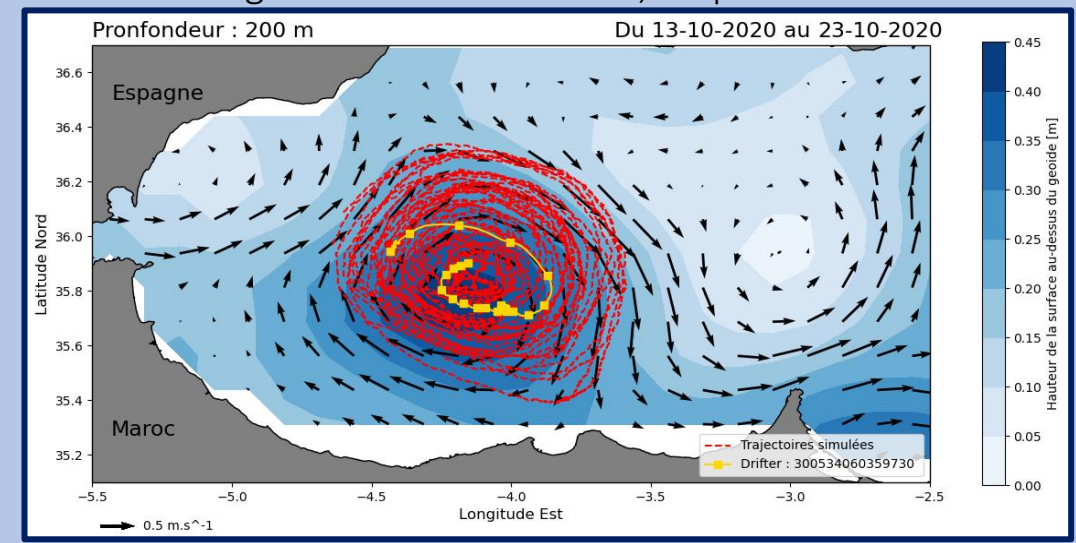 Pronfondeur : 200 m
Du 13-10-2020 au 23-10-2020
Espagne
Maroc
36.6
36.4
36.2
36.0
35.8
35.6
35.4
35.2
Latitude Nord
−5.5 −5.0 −4.5 −4.0 −3.5 −3.0 −2.5
Longitude Est
0.5 m.s^-1
Trajectoires simulées
Drifter : 300534060359730
0.45
0.40
0.35
0.30
0.25
0.20
0.15
0.10
0.05
0.00
Hauteur de la surface au-dessus du geoide [m]